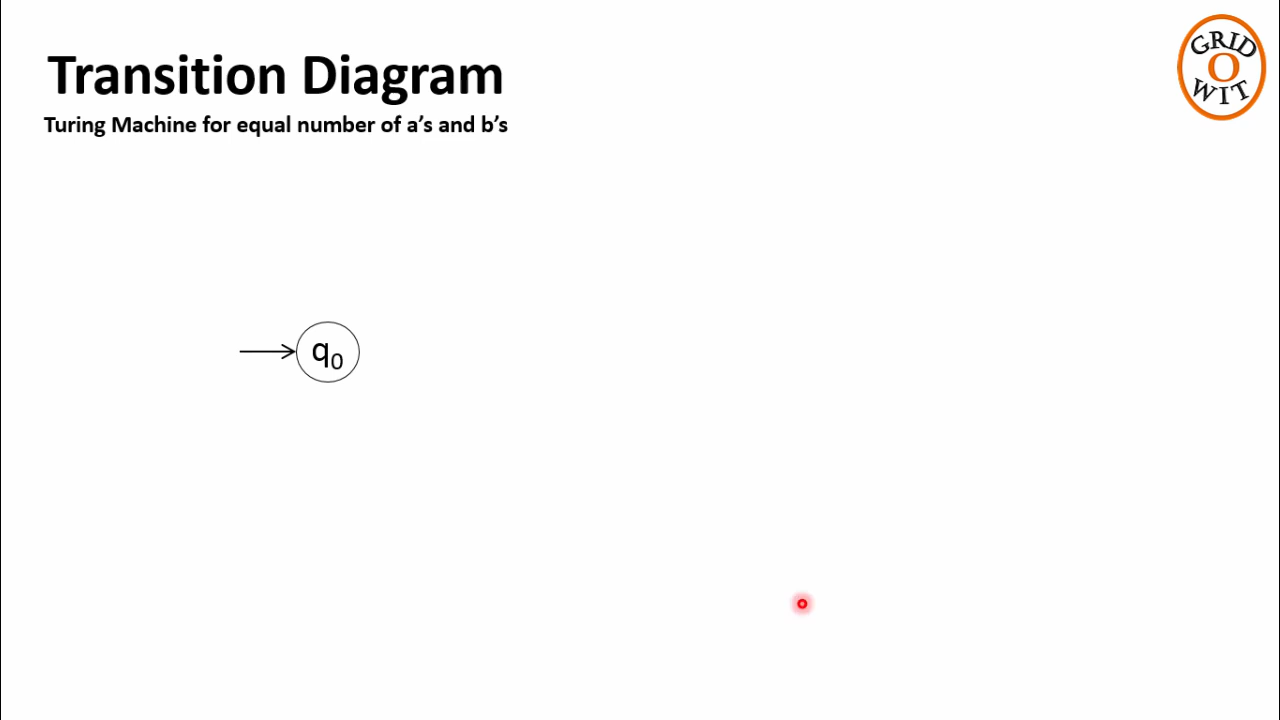 Transition Diagram
Turing Machine for equal number of a’s and b’s
GRID
O
WIT
q₀